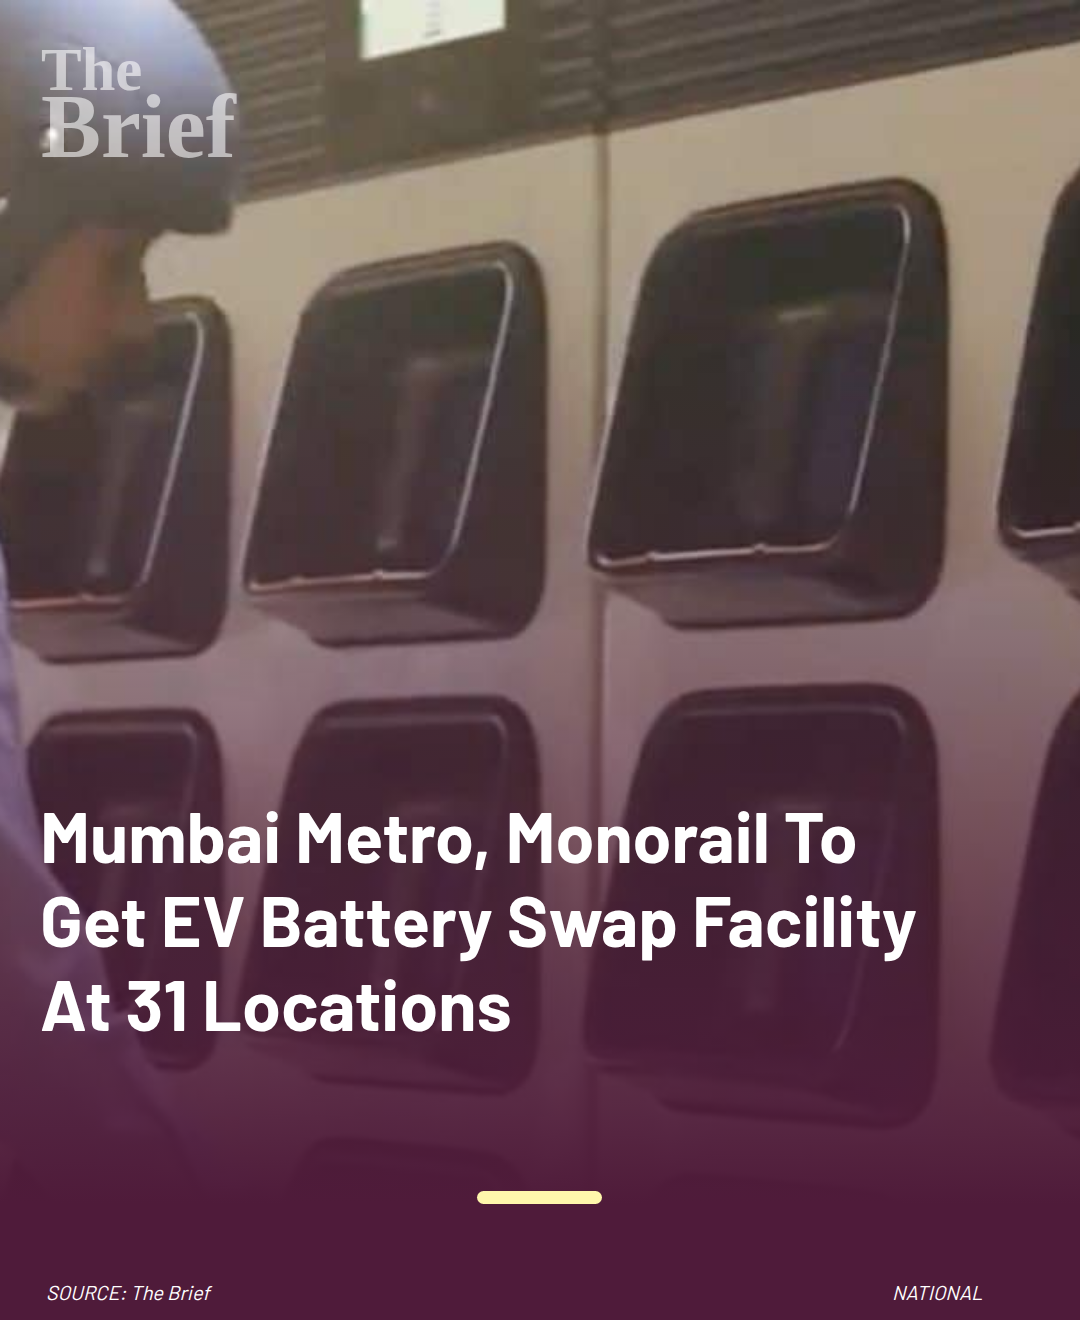 The
Brief
Mumbai Metro, Monorail To
Get EV Battery Swap Facility
At 31 Locations
SOURCE: The Brief
NATIONAL